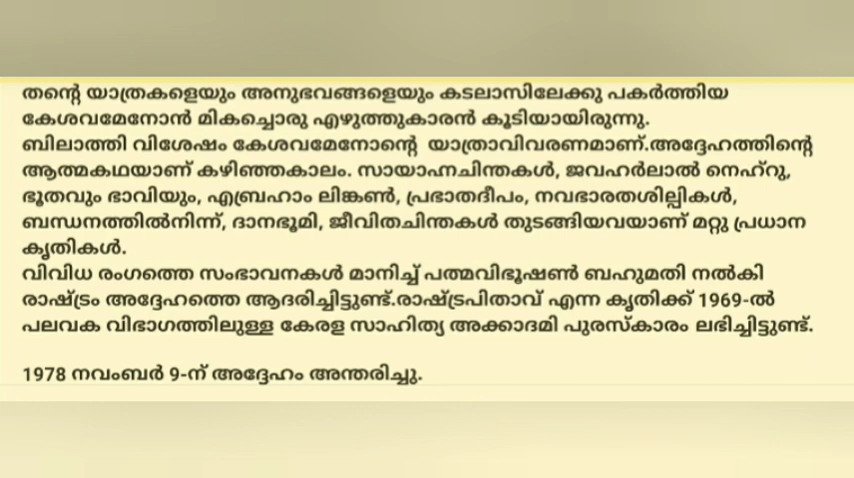 തന്റെ യാത്രകളെയും അനുഭവങ്ങളെയും കടലാസിലേക്കു പകർത്തിയ
കേശവമേനോൻ മികച്ചൊരു എഴുത്തുകാരൻ കൂടിയായിരുന്നു.
ബിലാത്തി വിശേഷം കേശവമേനോന്റെ യാത്രാവിവരണമാണ്.അദ്ദേഹത്തിന്റെ
ആത്മകഥയാണ് കഴിഞ്ഞകാലം. സായാഹ്നചിന്തകൾ, ജവഹർലാൽ നെഹ്റു,
ഭൂതവും ഭാവിയും, എബ്രഹാം ലിങ്കൺ, പ്രഭാതദീപം, നവഭാരതശില്പികൾ,
ബന്ധനത്തിൽനിന്ന്, ദാനഭൂമി, ജീവിതചിന്തകൾ തുടങ്ങിയവയാണ് മറ്റു പ്രധാന
കൃതികൾ.
വിവിധ രംഗത്തെ സംഭാവനകൾ മാനിച്ച് പത്മവിഭൂഷൺ ബഹുമതി നൽകി
രാഷ്ട്രം അദ്ദേഹത്തെ ആദരിച്ചിട്ടുണ്ട്.രാഷ്ട്രപിതാവ് എന്ന കൃതിക്ക് 1969-ൽ
പലവക വിഭാഗത്തിലുള്ള കേരള സാഹിത്യ അക്കാദമി പുരസ്കാരം ലഭിച്ചിട്ടുണ്ട്.
1978 നവംബർ 9-ന് അദ്ദേഹം അന്തരിച്ചു.